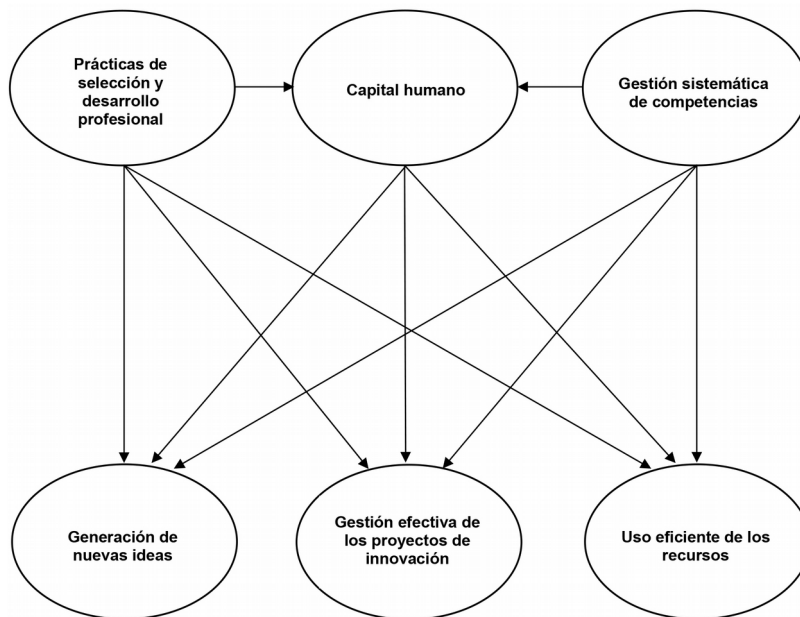 Prácticas de
selección y
desarrollo
profesional
Capital humano
Gestión sistemática
de competencias
Generación de
nuevas ideas
Gestión efectiva de
los proyectos de
innovación
Uso eficiente de los
recursos